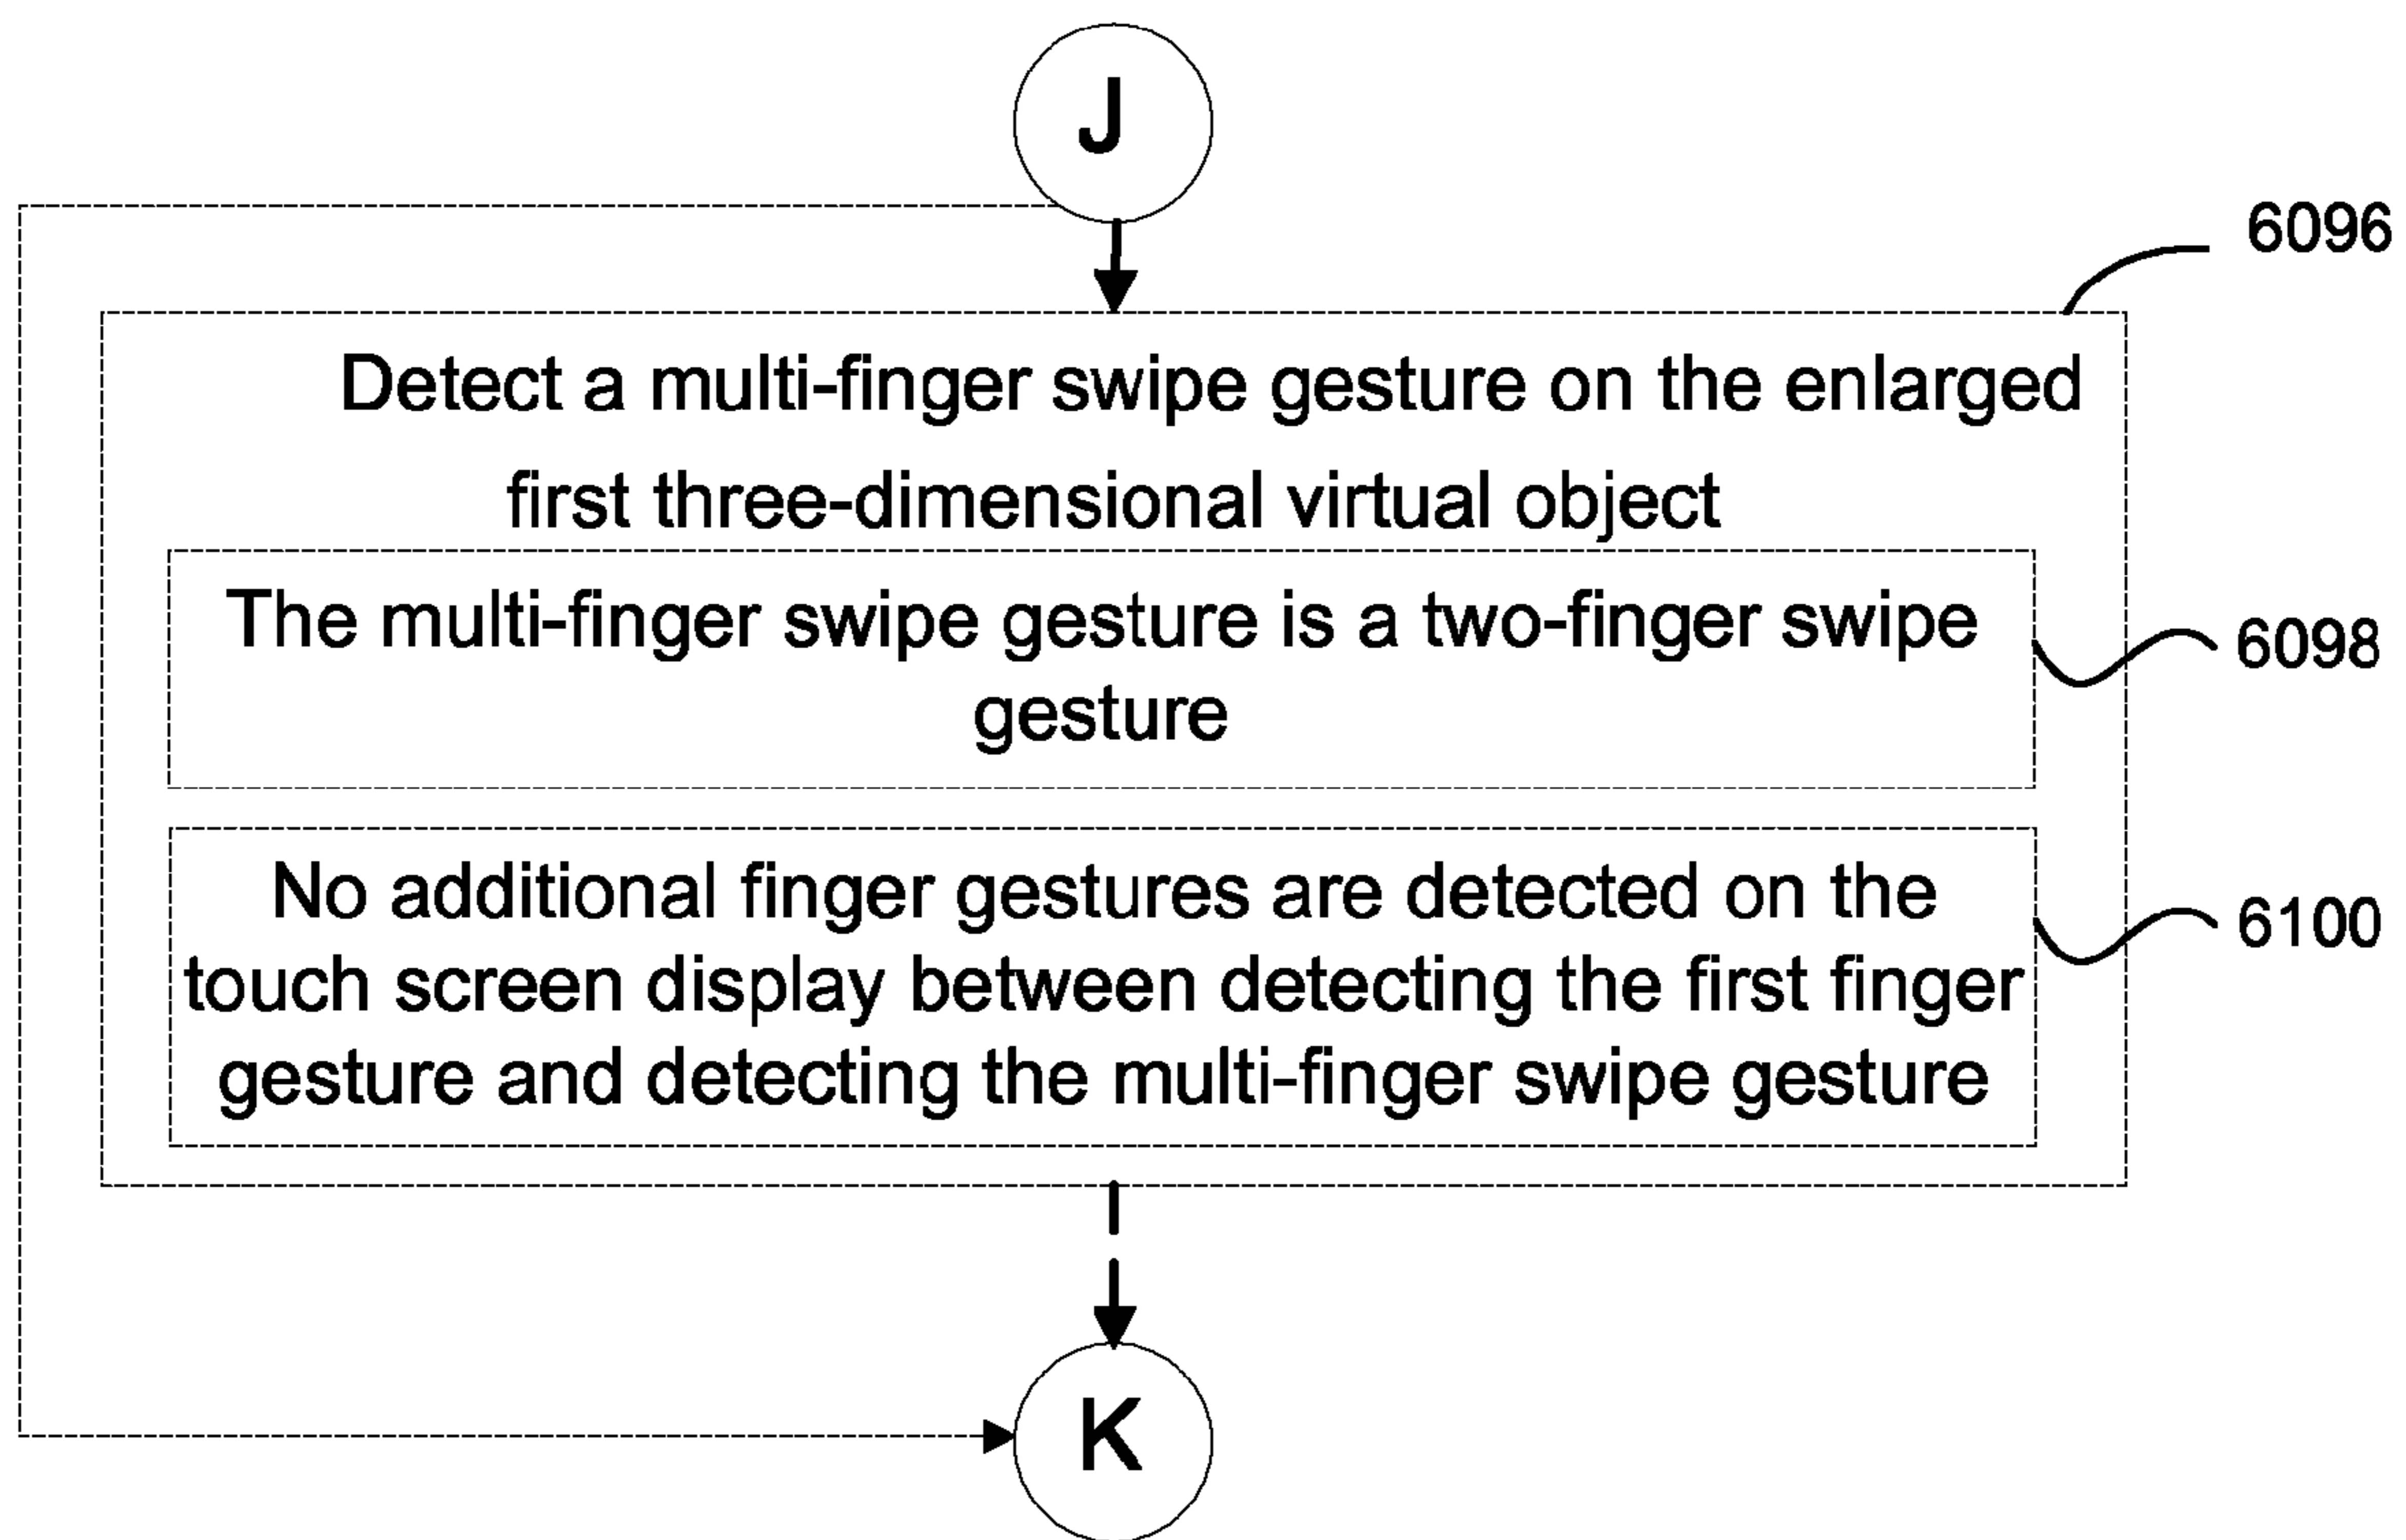 J
6096
Detect a multi-finger swipe gesture on the enlarged
first three-dimensional virtual object
The multi-finger swipe gesture is a two-finger swipe
gesture
6098
No additional finger gestures are detected on the
touch screen display between detecting the first finger
gesture and detecting the multi-finger swipe gesture
6100
K